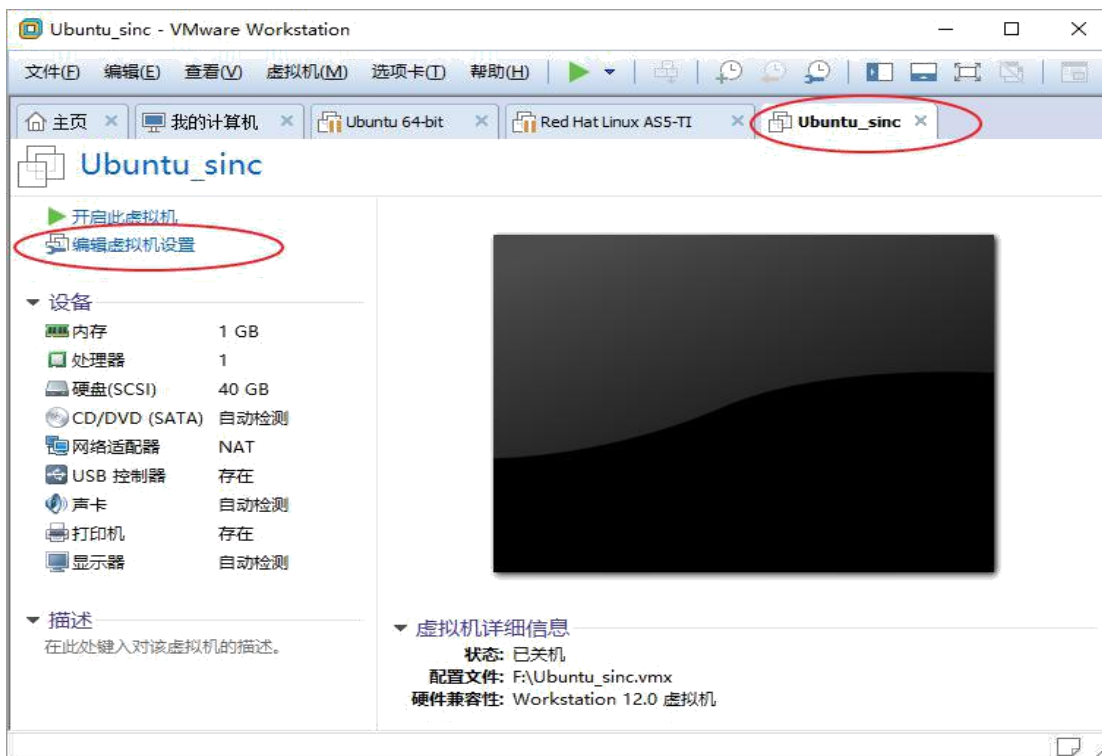 Ubuntu_sinc - VMware Workstation
文件(F) 编辑(E) 查看(V) 虚拟机(M) 选项卡(T) 帮助(H)
主页 我的计算机 Ubuntu 64-bit Red Hat Linux AS5-TI Ubuntu_sinc
Ubuntu_sinc
开启此虚拟机
编辑虚拟机设置
设备
内存 1 GB
处理器 1
硬盘(SCSI) 40 GB
CD/DVD (SATA) 自动检测
网络适配器 NAT
USB 控制器 存在
声卡 自动检测
打印机 存在
显示器 自动检测
描述
在此处键入对该虚拟机的描述。
虚拟机详细信息
状态: 已关机
配置文件: F:\Ubuntu_sinc.vmx
硬件兼容性: Workstation 12.0 虚拟机